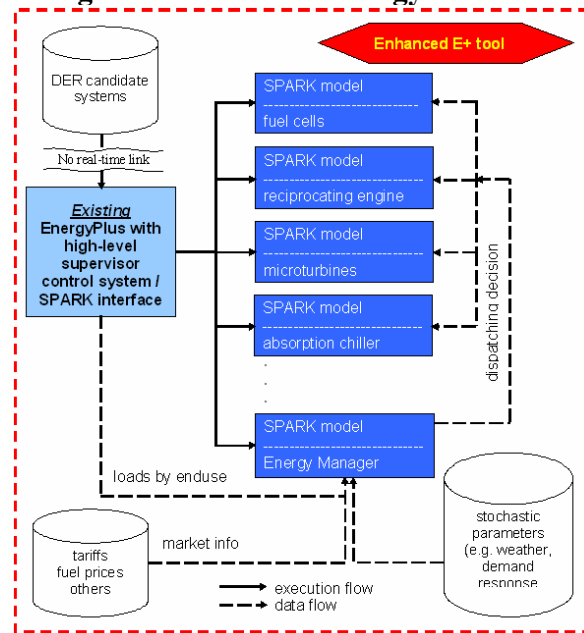 Enhanced E+ tool
DER candidate
systems
No real-time link
Existing
EnergyPlus with
high-level
supervisor
control system /
SPARK interface
SPARK model
fuel cells
SPARK model
reciprocating engine
SPARK model
microturbines
SPARK model
absorption chiller
SPARK model
Energy Manager
dispatching decision
loads by enduse
market info
tariffs
fuel prices
others
stochastic
parameters
(e.g. weather,
demand
response
execution flow
data flow